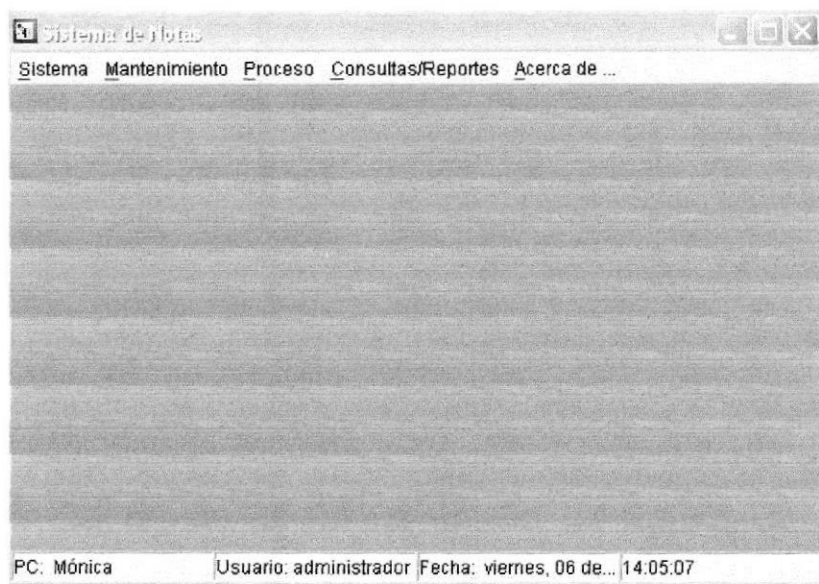 Sistema de Notas
Sistema Mantenimiento Proceso Consultas/Reportes Acerca de ...
PC: Mónica Usuario: administrador Fecha: viernes, 06 de... 14:05:07